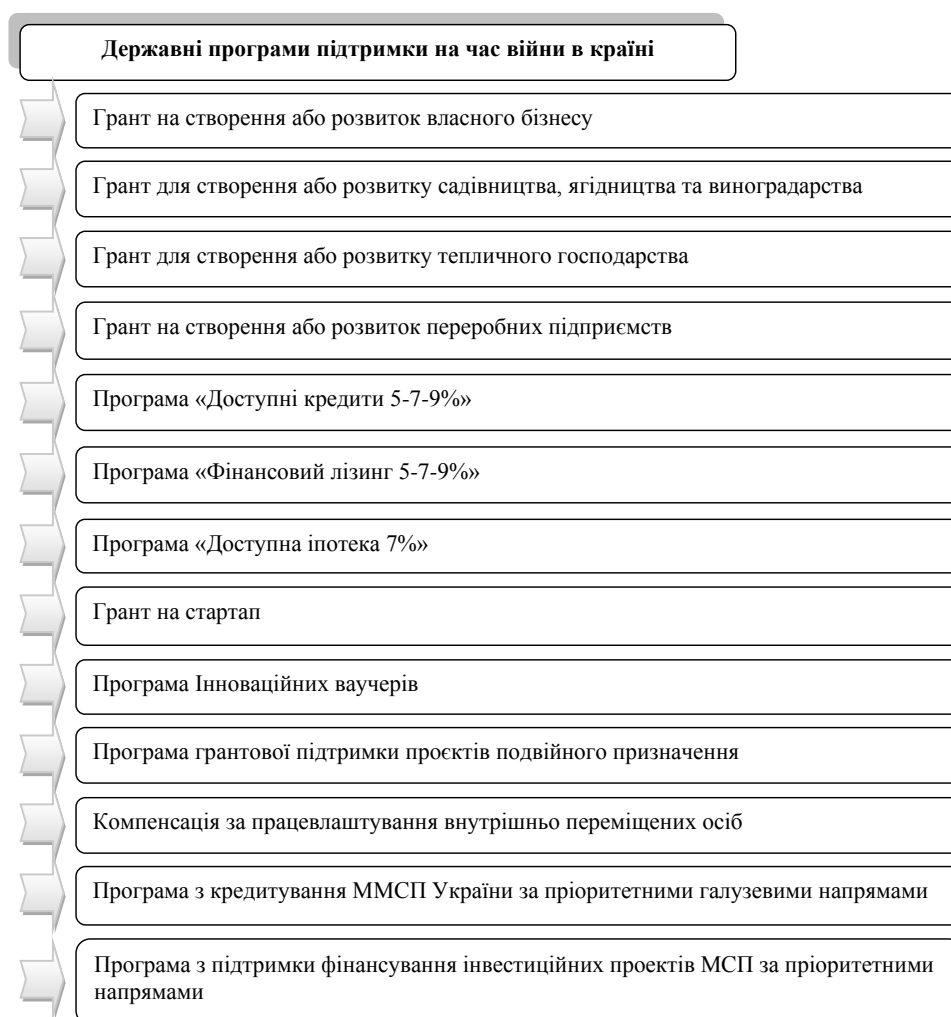 Державні програми підтримки на час війни в країні
Грант на створення або розвиток власного бізнесу
Грант для створення або розвитку садівництва, ягідництва та виноградарства
Грант для створення або розвитку тепличного господарства
Грант на створення або розвиток переробних підприємств
Програма «Доступні кредити 5-7-9%»
Програма «Фінансовий лізинг 5-7-9%»
Програма «Доступна іпотека 7%»
Грант на стартап
Програма Інноваційних ваучерів
Програма грантової підтримки проєктів подвійного призначення
Компенсація за працевлаштування внутрішньо переміщених осіб
Програма з кредитування ММСП України за пріоритетними галузевими напрямами
Програма з підтримки фінансування інвестиційних проектів МСП за пріоритетними
напрямами